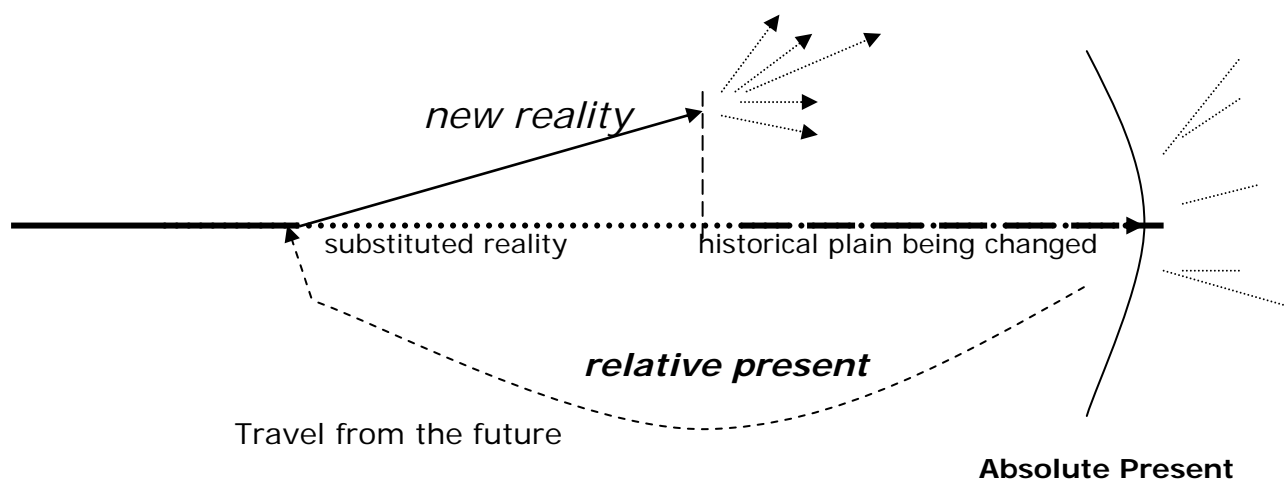 new reality
substituted reality
historical plain being changed
relative present
Travel from the future
Absolute Present